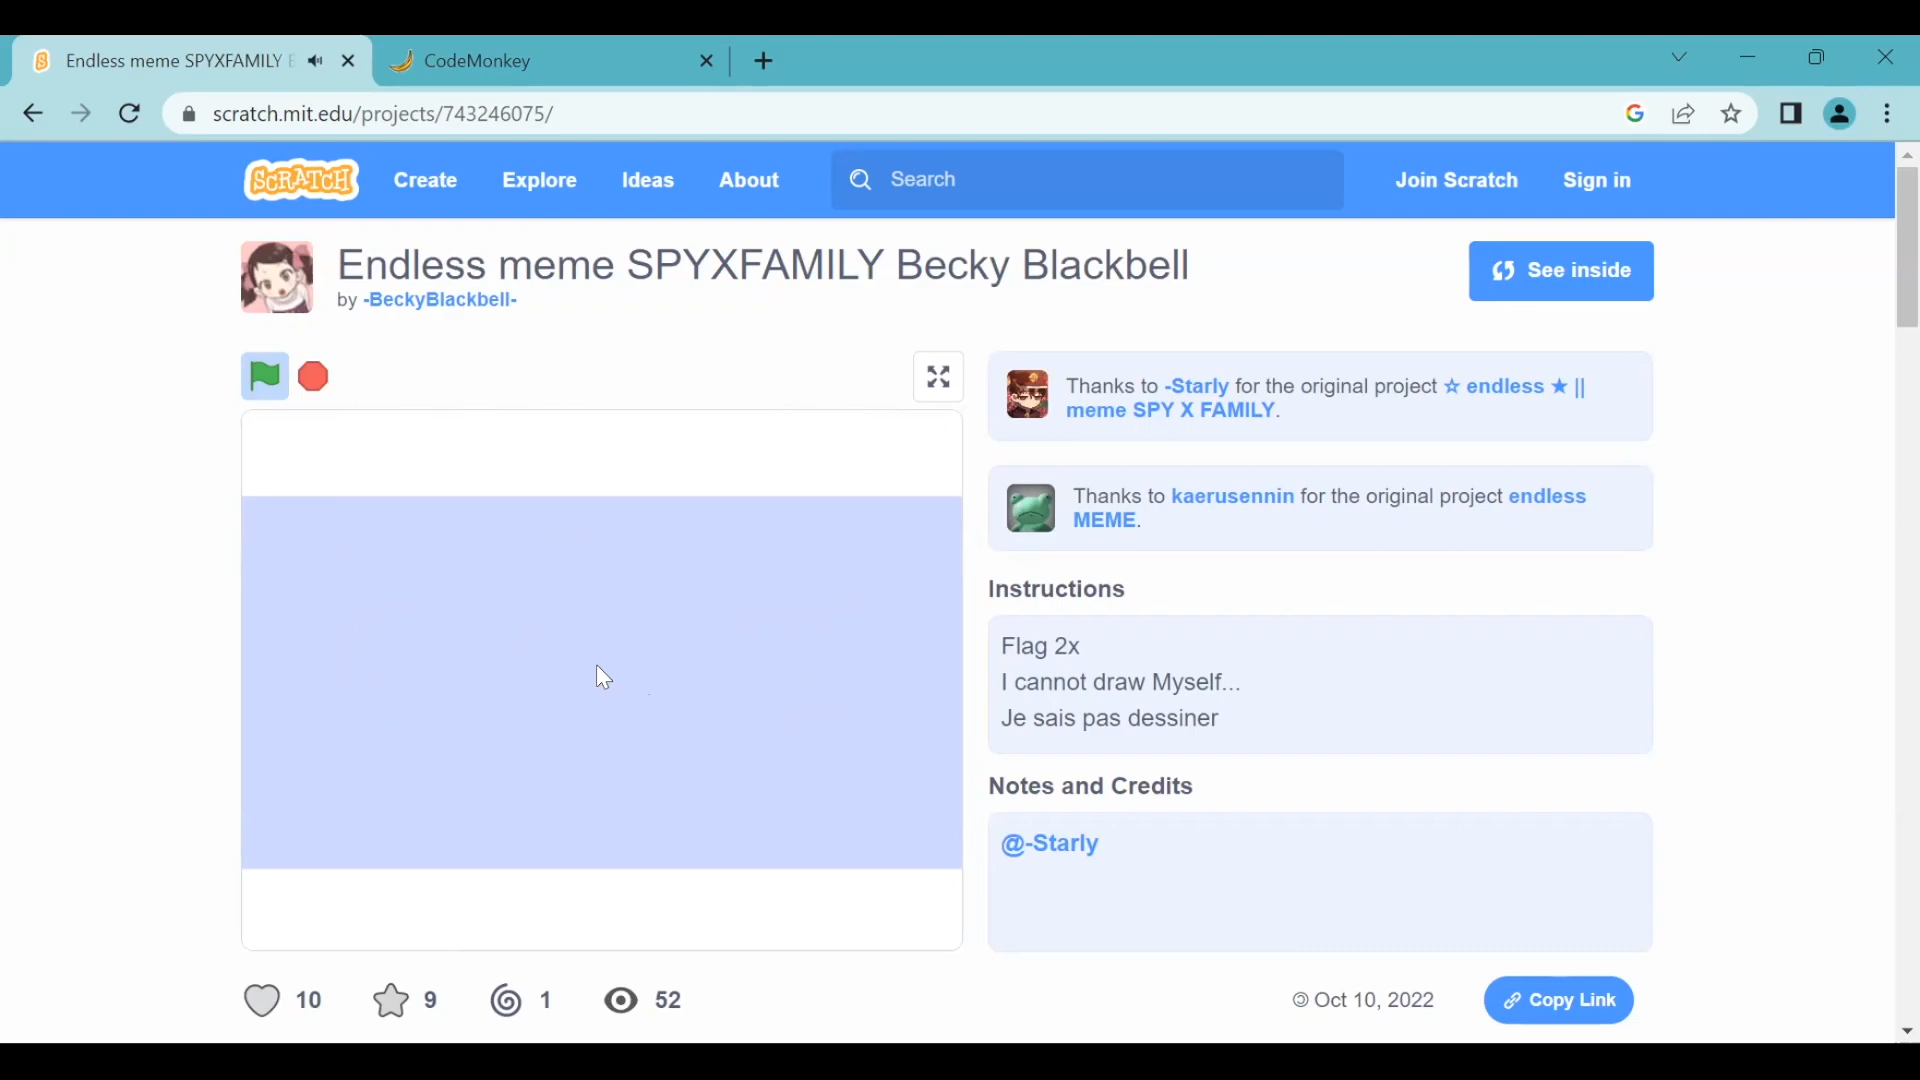 Endless meme SPYXFAMILY
CodeMonkey
scratch.mit.edu/projects/743246075/
SCRATCH Create Explore Ideas About Search Join Scratch Sign in
Endless meme SPYXFAMILY Becky Blackbell
by -BeckyBlackbell-
See inside
Thanks to -Starly for the original project ☆ endless ★ ||
meme SPY X FAMILY.
Thanks to kaerusennin for the original project endless
MEME.
Instructions
Flag 2x
I cannot draw Myself...
Je sais pas dessiner
Notes and Credits
@-Starly
10 9 1 52
Oct 10, 2022
Copy Link